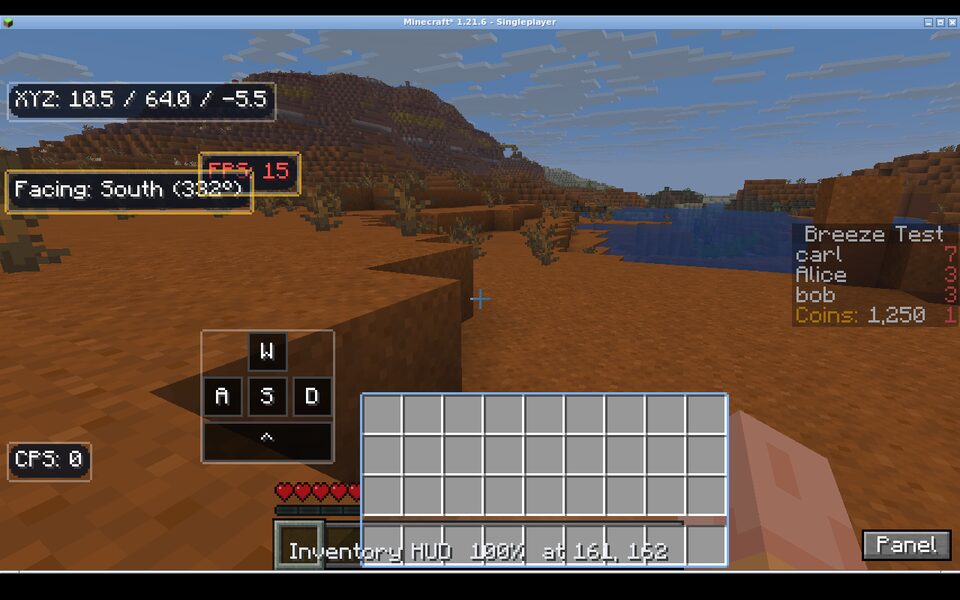 Minecraft* 1.21.6 - Singleplayer
XYZ: 10.5 / 64.0 / -5.5
FPS: 15
Facing: South (332°)
Breeze Test
carl 7
Alice 3
bob 3
Coins: 1,250 1
W
A S D
^
CPS: 0
Inventory HUD 100% at 161, 162
Panel